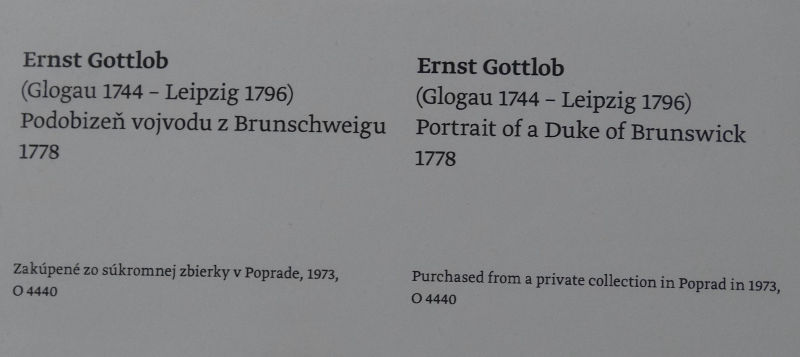 Ernst Gottlob
(Glogau 1744 – Leipzig 1796)
Podobizeň vojvodu z Brunschweigu
1778
Zakúpené zo súkromnej zbierky v Poprade, 1973,
O 4440
Ernst Gottlob
(Glogau 1744 – Leipzig 1796)
Portrait of a Duke of Brunswick
1778
Purchased from a private collection in Poprad in 1973,
O 4440